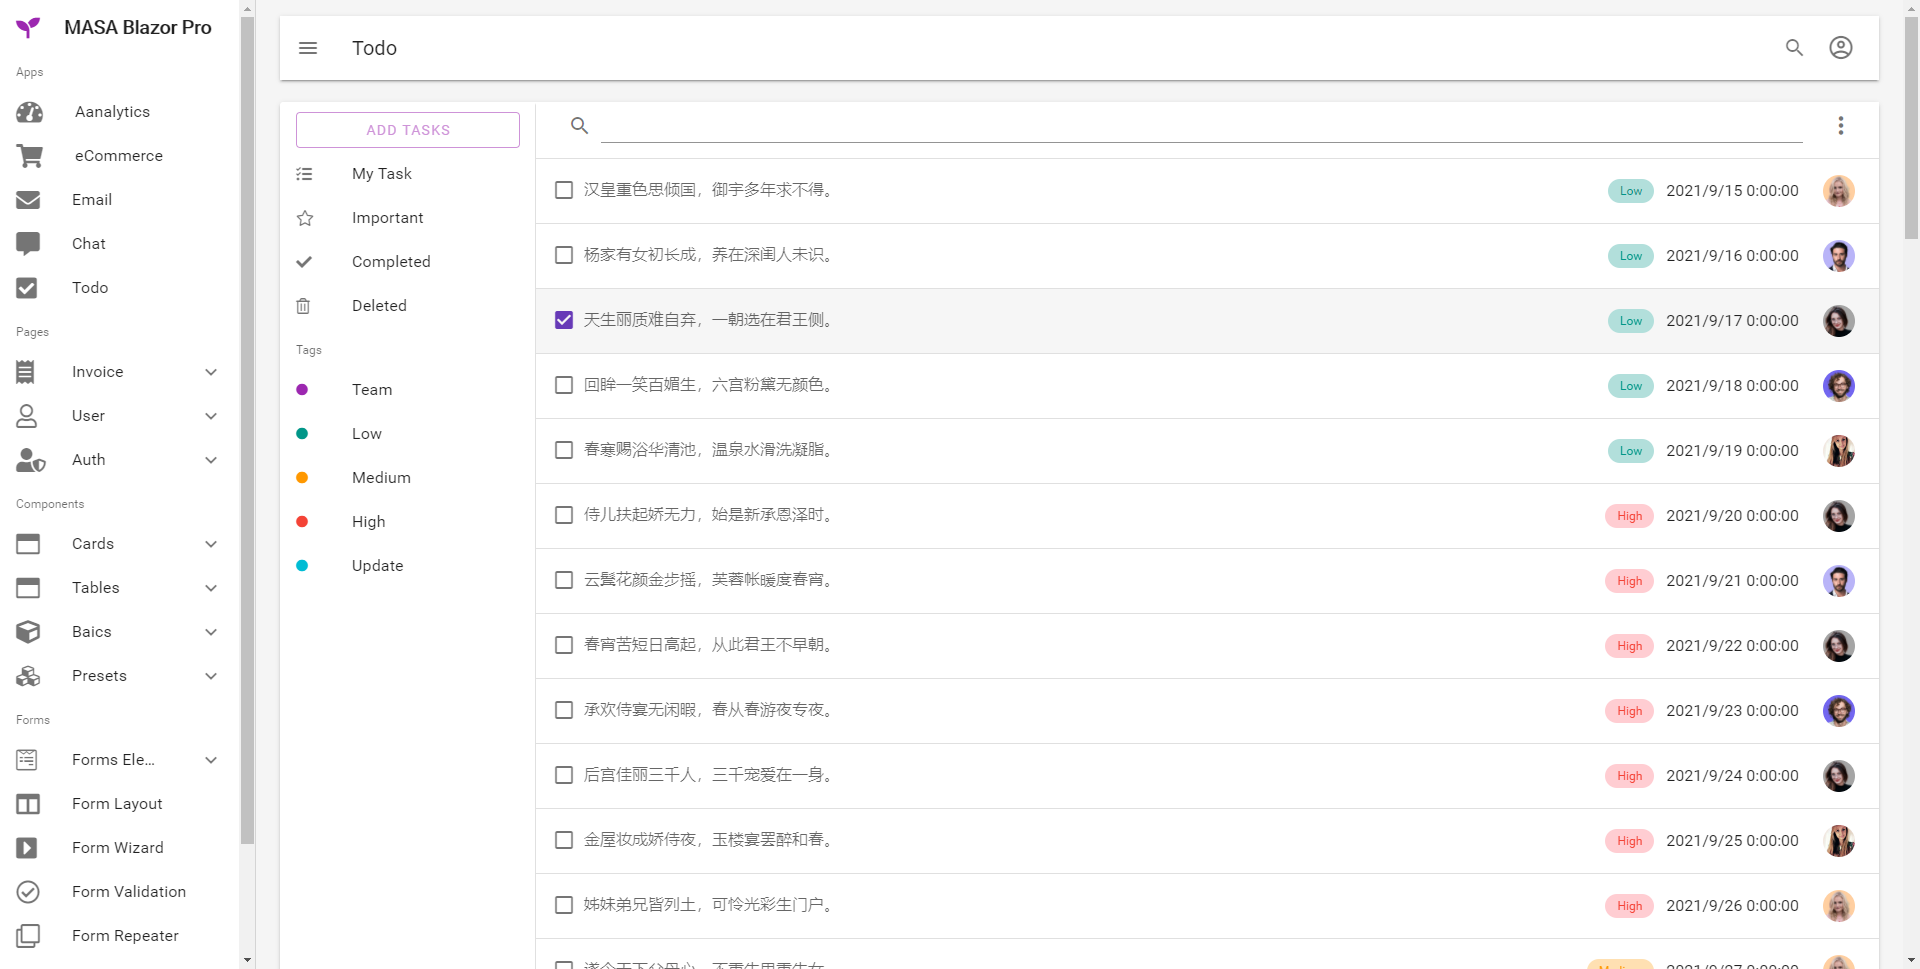 MASA Blazor Pro
Apps
Aanalytics
eCommerce
Email
Chat
Todo
Pages
Invoice
User
Auth
Components
Cards
Tables
Baics
Presets
Forms
Forms Ele...
Form Layout
Form Wizard
Form Validation
Form Repeater
Todo
ADD TASKS
My Task
Important
Completed
Deleted
Tags
Team
Low
Medium
High
Update
汉皇重色思倾国，御宇多年求不得。 Low 2021/9/15 0:00:00
杨家有女初长成，养在深闺人未识。 Low 2021/9/16 0:00:00
天生丽质难自弃，一朝选在君王侧。 Low 2021/9/17 0:00:00
回眸一笑百媚生，六宫粉黛无颜色。 Low 2021/9/18 0:00:00
春寒赐浴华清池，温泉水滑洗凝脂。 Low 2021/9/19 0:00:00
侍儿扶起娇无力，始是新承恩泽时。 High 2021/9/20 0:00:00
云鬓花颜金步摇，芙蓉帐暖度春宵。 High 2021/9/21 0:00:00
春宵苦短日高起，从此君王不早朝。 High 2021/9/22 0:00:00
承欢侍宴无闲暇，春从春游夜专夜。 High 2021/9/23 0:00:00
后宫佳丽三千人，三千宠爱在一身。 High 2021/9/24 0:00:00
金屋妆成娇侍夜，玉楼宴罢醉和春。 High 2021/9/25 0:00:00
姊妹弟兄皆列土，可怜光彩生门户。 High 2021/9/26 0:00:00